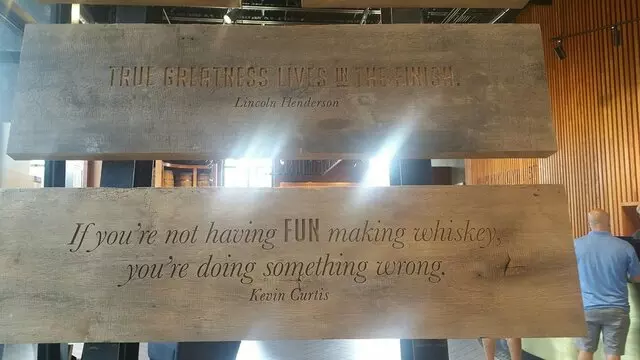 TRUE GREATNESS LIVES IN THE FINISH.
Lincoln Henderson
If you're not having FUN making whiskey,
you're doing something wrong.
Kevin Curtis